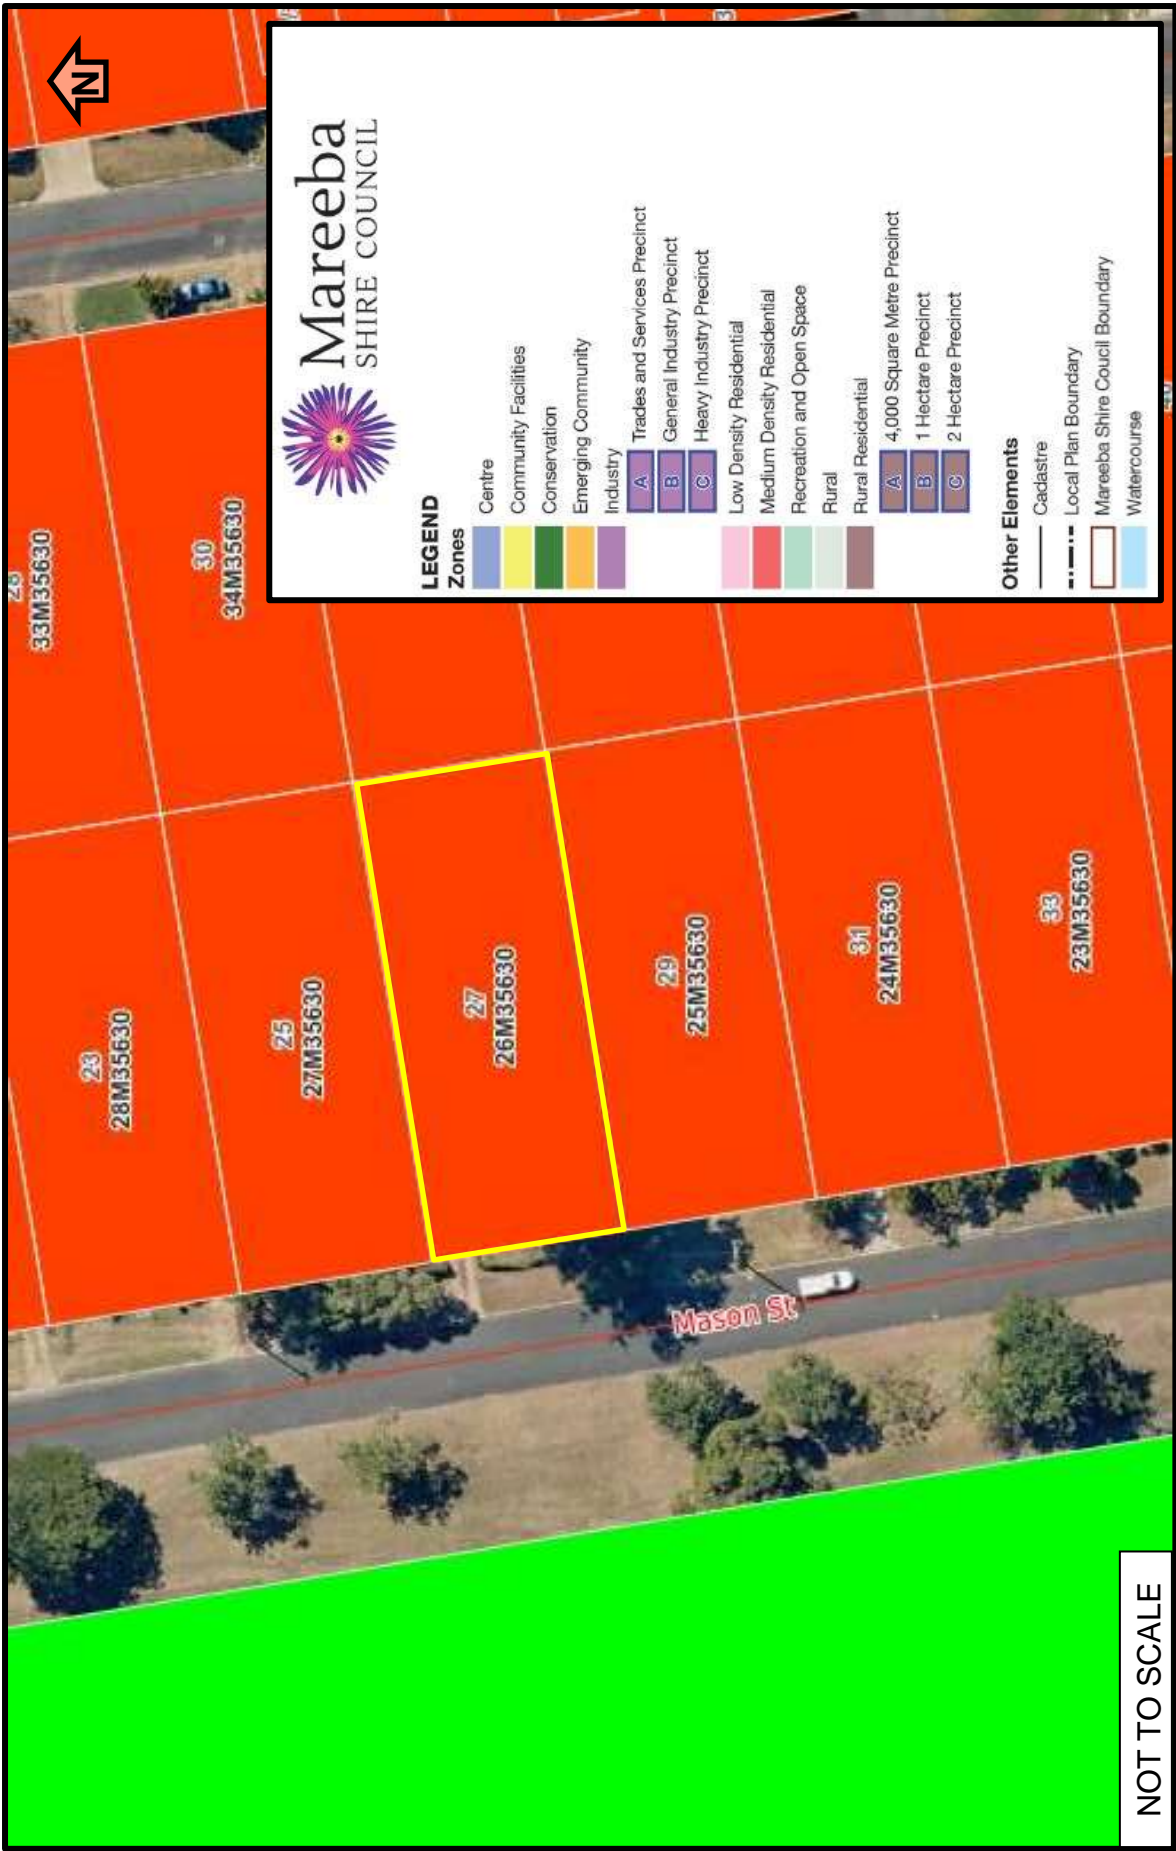 N
Mareeba
SHIRE COUNCIL
LEGEND
Zones
Centre
Community Facilities
Conservation
Emerging Community
Industry
A Trades and Services Precinct
B General Industry Precinct
C Heavy Industry Precinct
Low Density Residential
Medium Density Residential
Recreation and Open Space
Rural
Rural Residential
A 4,000 Square Metre Precinct
B 1 Hectare Precinct
C 2 Hectare Precinct
Other Elements
Cadastre
Local Plan Boundary
Mareeba Shire Coucil Boundary
Watercourse
28
33M35630
30
34M35630
23
28M35630
25
27M35630
27
26M35630
29
25M35630
31
24M35630
33
23M35630
Mason St
NOT TO SCALE